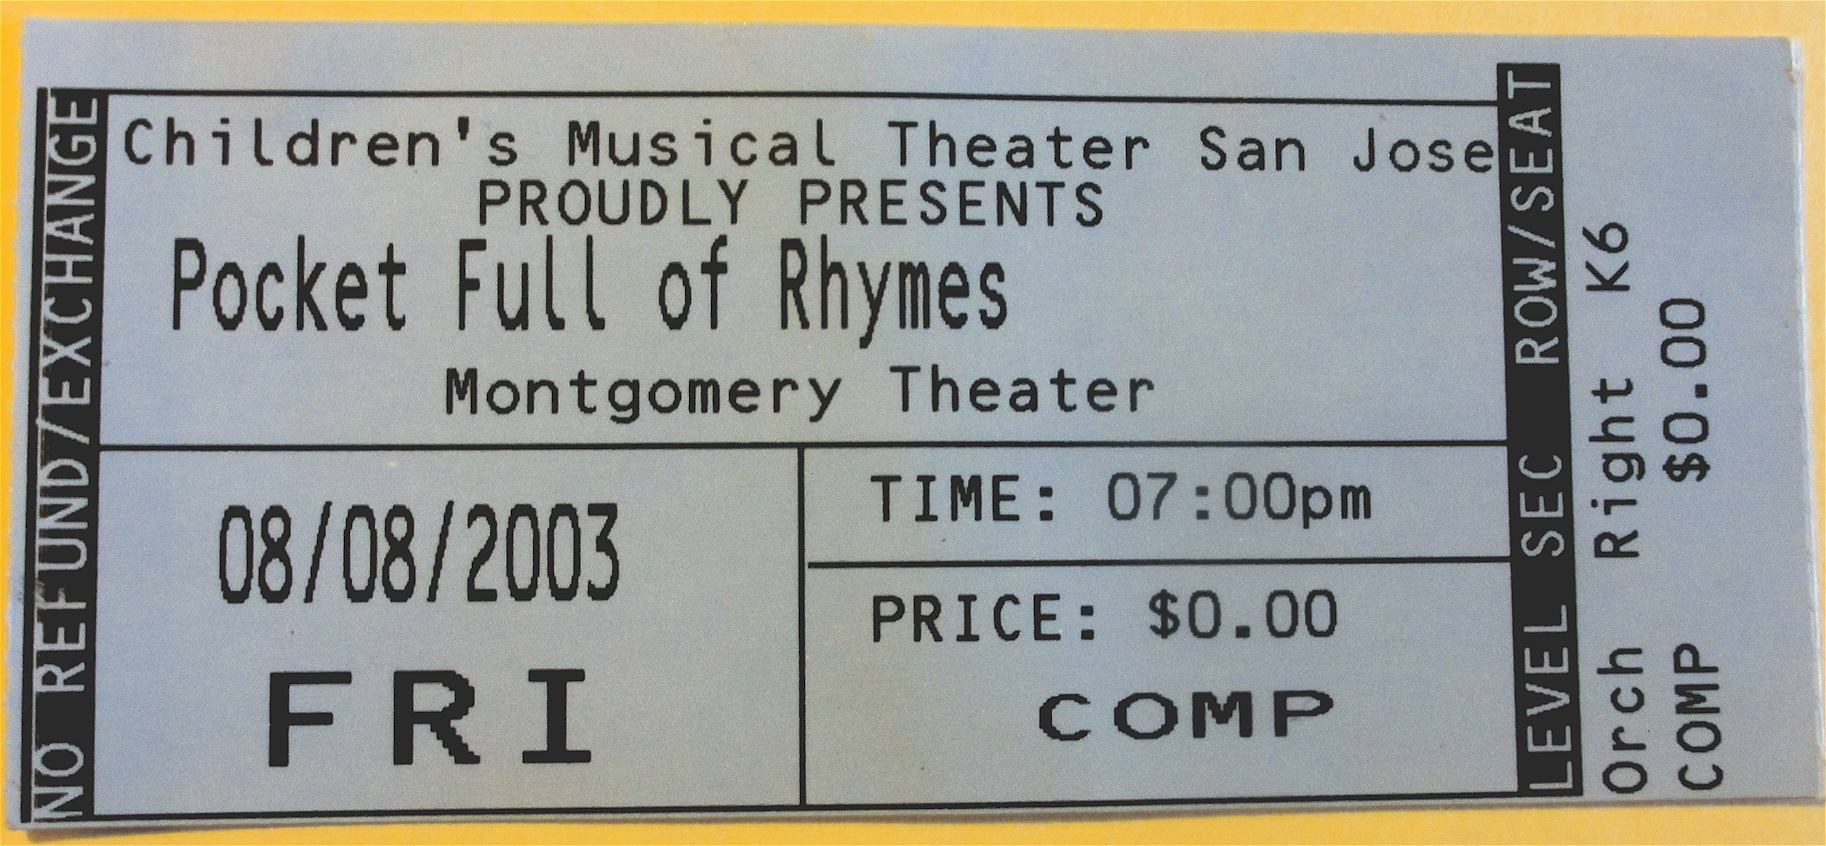 NO REFUND/EXCHANGE
Children's Musical Theater San Jose
PROUDLY PRESENTS
Pocket Full of Rhymes
Montgomery Theater
08/08/2003
FRI
TIME: 07:00pm
PRICE: $0.00
COMP
LEVEL SEC ROW/SEAT
Orch Right K6
COMP $0.00